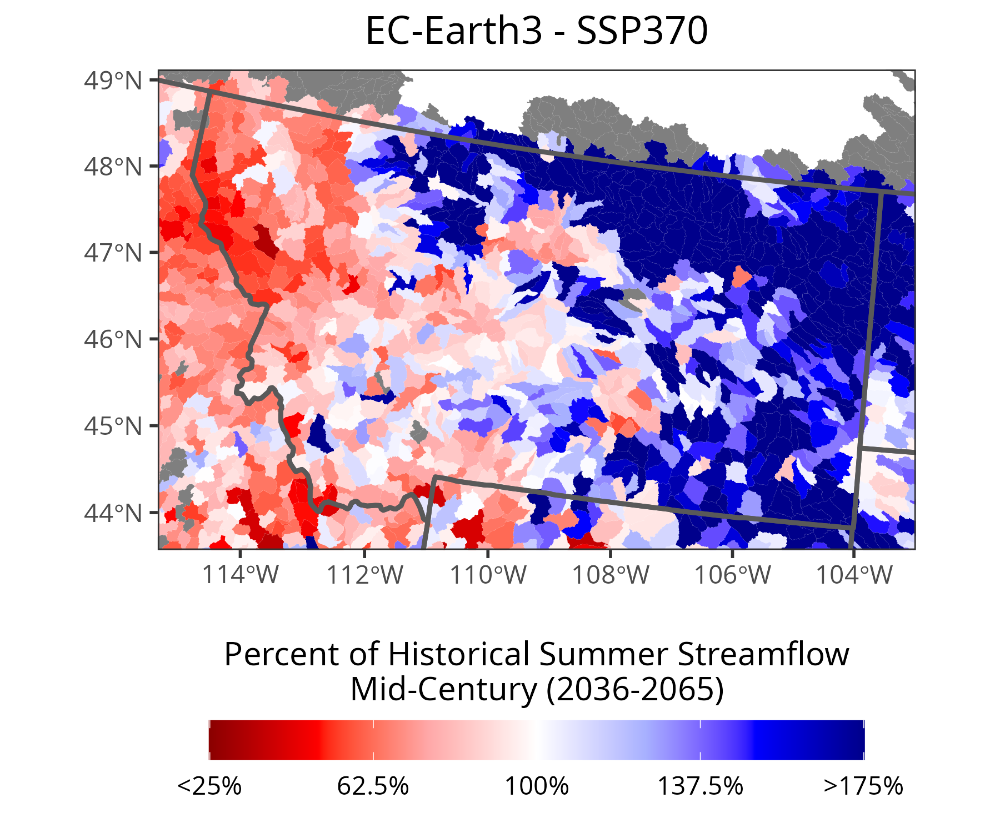 EC-Earth3 - SSP370
49°N
48°N
47°N
46°N
45°N
44°N
114°W 112°W 110°W 108°W 106°W 104°W
Percent of Historical Summer Streamflow
Mid-Century (2036-2065)
<25% 62.5% 100% 137.5% >175%